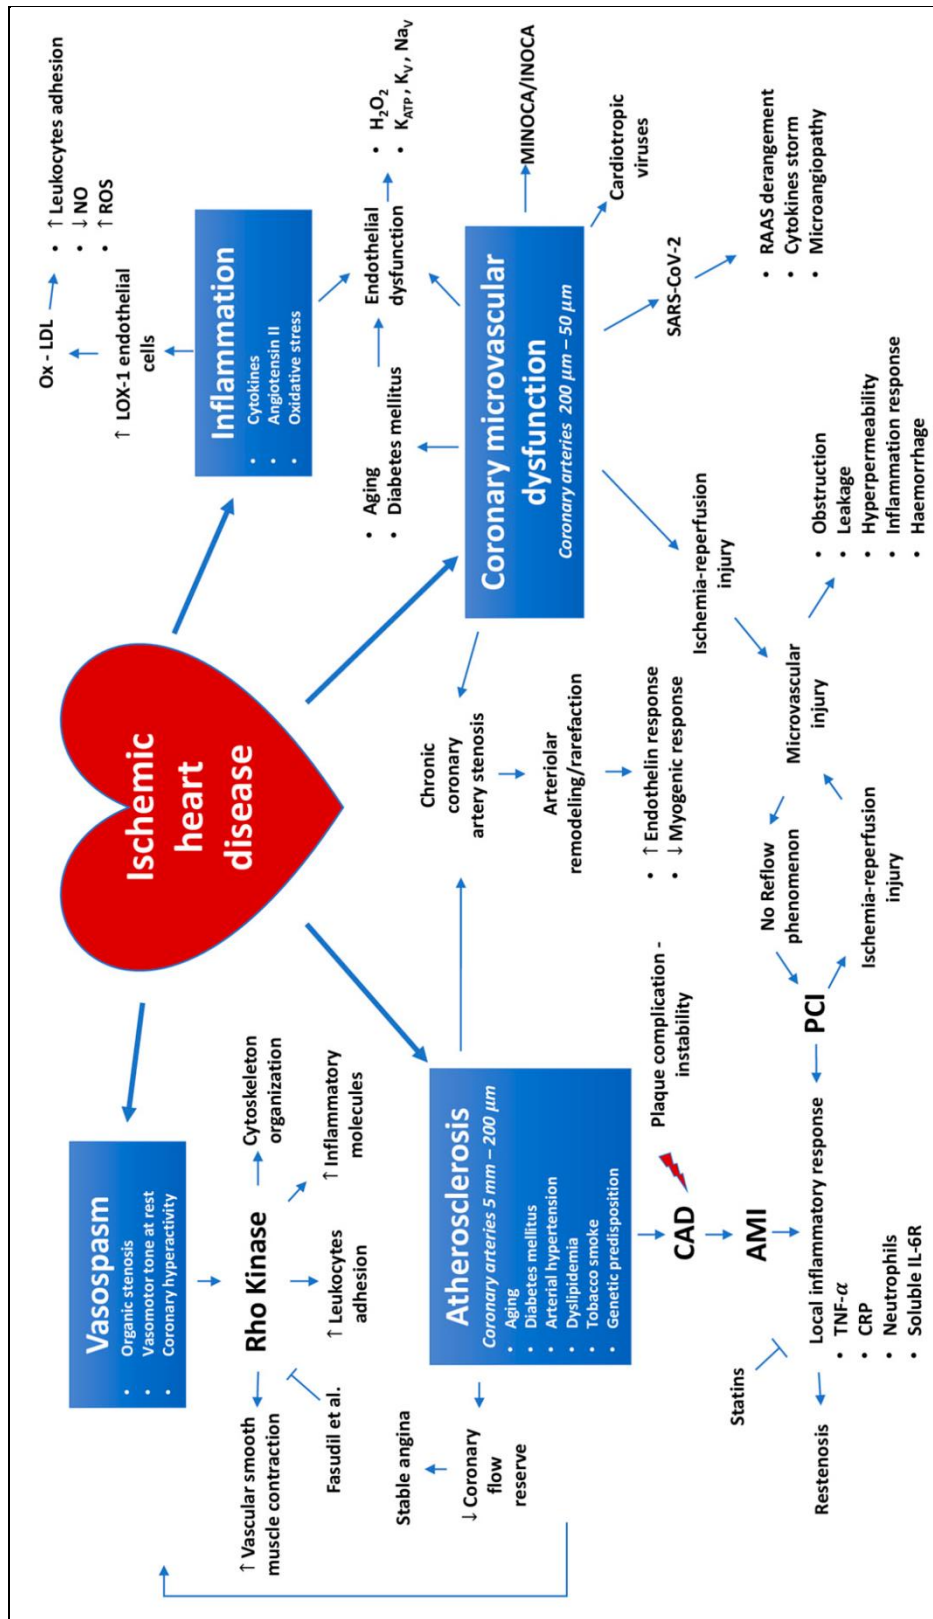 Ischemic
heart
disease
Vasospasm
• Organic stenosis
• Vasomotor tone at rest
• Coronary hyperactivity
Rho Kinase
↑ Vascular smooth
muscle contraction
Fasudil et al.
↑ Leukocytes
adhesion
↑ Inflammatory
molecules
Cytoskeleton
organization
Atherosclerosis
Coronary arteries 5 mm – 200 µm
• Aging
• Diabetes mellitus
• Arterial hypertension
• Dyslipidemia
• Tobacco smoke
• Genetic predisposition
Stable angina
↓ Coronary
flow
reserve
CAD
Plaque complication -
instability
AMI
Statins
Local inflammatory response
• TNF-α
• CRP
• Neutrophils
• Soluble IL-6R
Restenosis
PCI
No Reflow
phenomenon
Ischemia-reperfusion
injury
Microvascular
injury
• Obstruction
• Leakage
• Hyperpermeability
• Inflammation response
• Haemorrhage
Ischemia-reperfusion
injury
Chronic
coronary
artery stenosis
Arteriolar
remodeling/rarefaction
• ↑ Endothelin response
• ↓ Myogenic response
Coronary microvascular
dysfunction
Coronary arteries 200 µm – 50 µm
• Aging
• Diabetes mellitus
Endothelial
dysfunction
• H2O2
• KATP , KV, NaV
MINOCA/INOCA
Cardiotropic
viruses
SARS-CoV-2
• RAAS derangement
• Cytokines storm
• Microangiopathy
Inflammation
• Cytokines
• Angiotensin II
• Oxidative stress
↑ LOX-1 endothelial
cells
Ox - LDL
• ↑ Leukocytes adhesion
• ↓ NO
• ↑ ROS